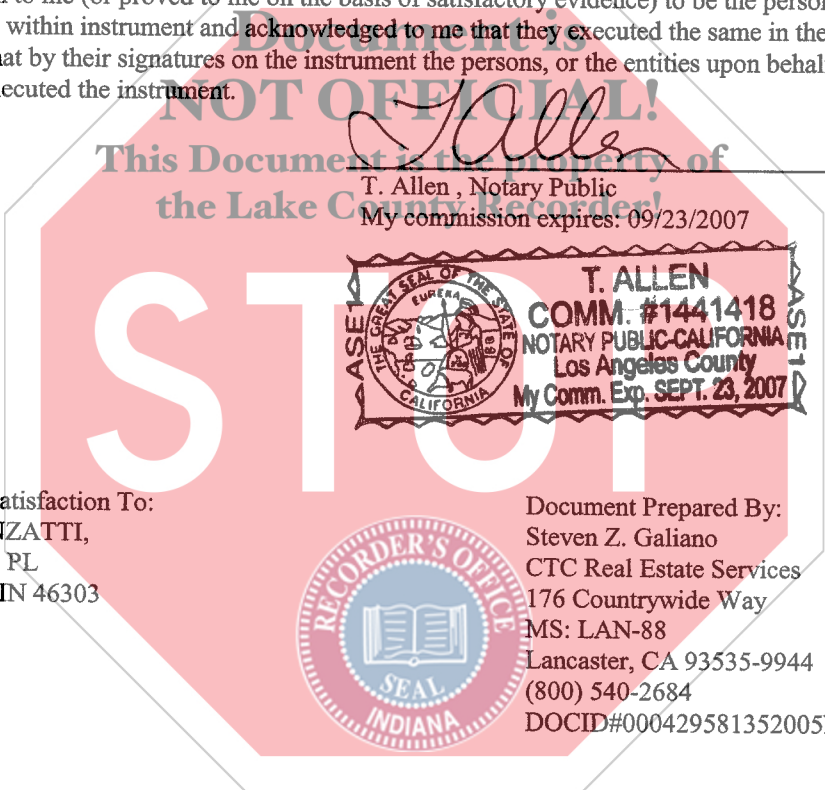 to me (or proved to me on the basis of satisfactory evidence) to be the person
within instrument and acknowledged to me that they executed the same in the
at by their signatures on the instrument the persons, or the entities upon behal
ecuted the instrument.
Document is
NOT OFFICIAL!
This Document is the property of
the Lake County Recorder!
T Allen
T. Allen , Notary Public
My commission expires: 09/23/2007
ASE1
THE GREAT SEAL OF THE STATE OF CALIFORNIA
EUREKA
T. ALLEN
COMM. #1441418
NOTARY PUBLIC-CALIFORNIA
Los Angeles County
My Comm. Exp. SEPT. 23, 2007
ASE1
STOP
atisfaction To:
NZATTI,
PL
IN 46303
RECORDER'S OFFICE
SEAL
INDIANA
Document Prepared By:
Steven Z. Galiano
CTC Real Estate Services
176 Countrywide Way
MS: LAN-88
Lancaster, CA 93535-9944
(800) 540-2684
DOCID#000429581352005